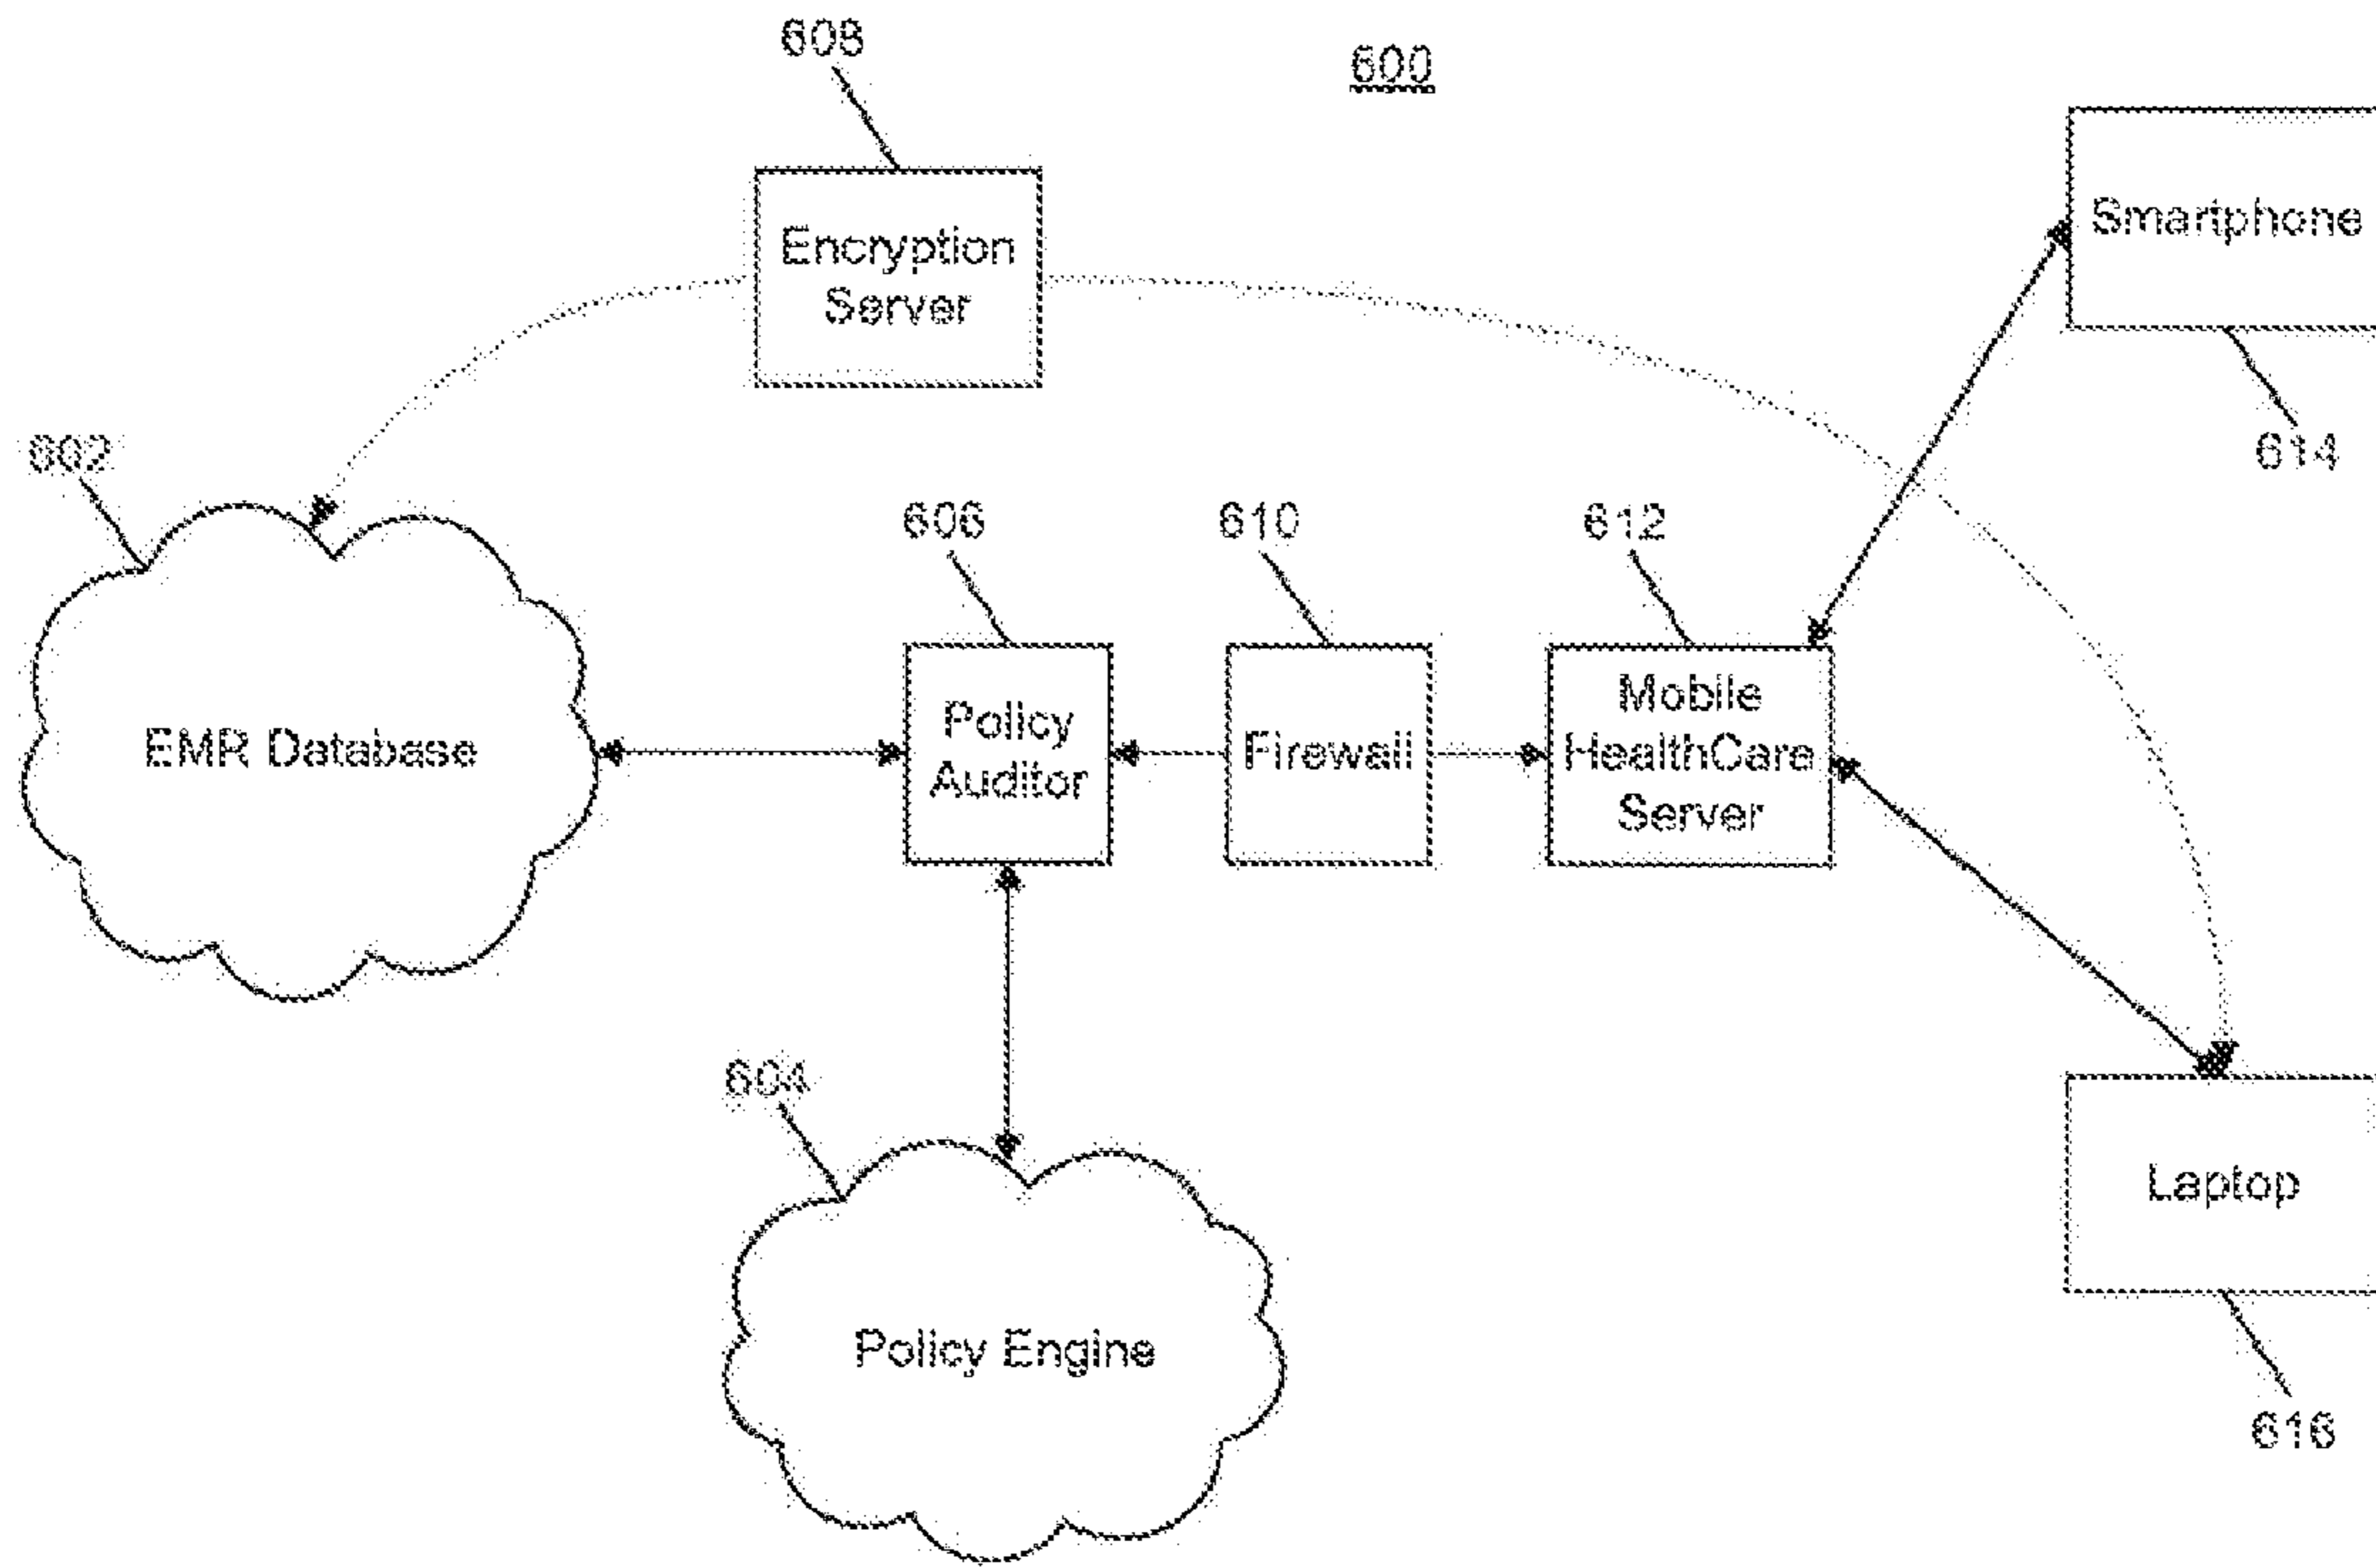 608
600
Encryption
Server
Smartphone
614
602
606
610
612
EMR Database
Policy
Auditor
Firewall
Mobile
HealthCare
Server
604
Laptop
Policy Engine
616